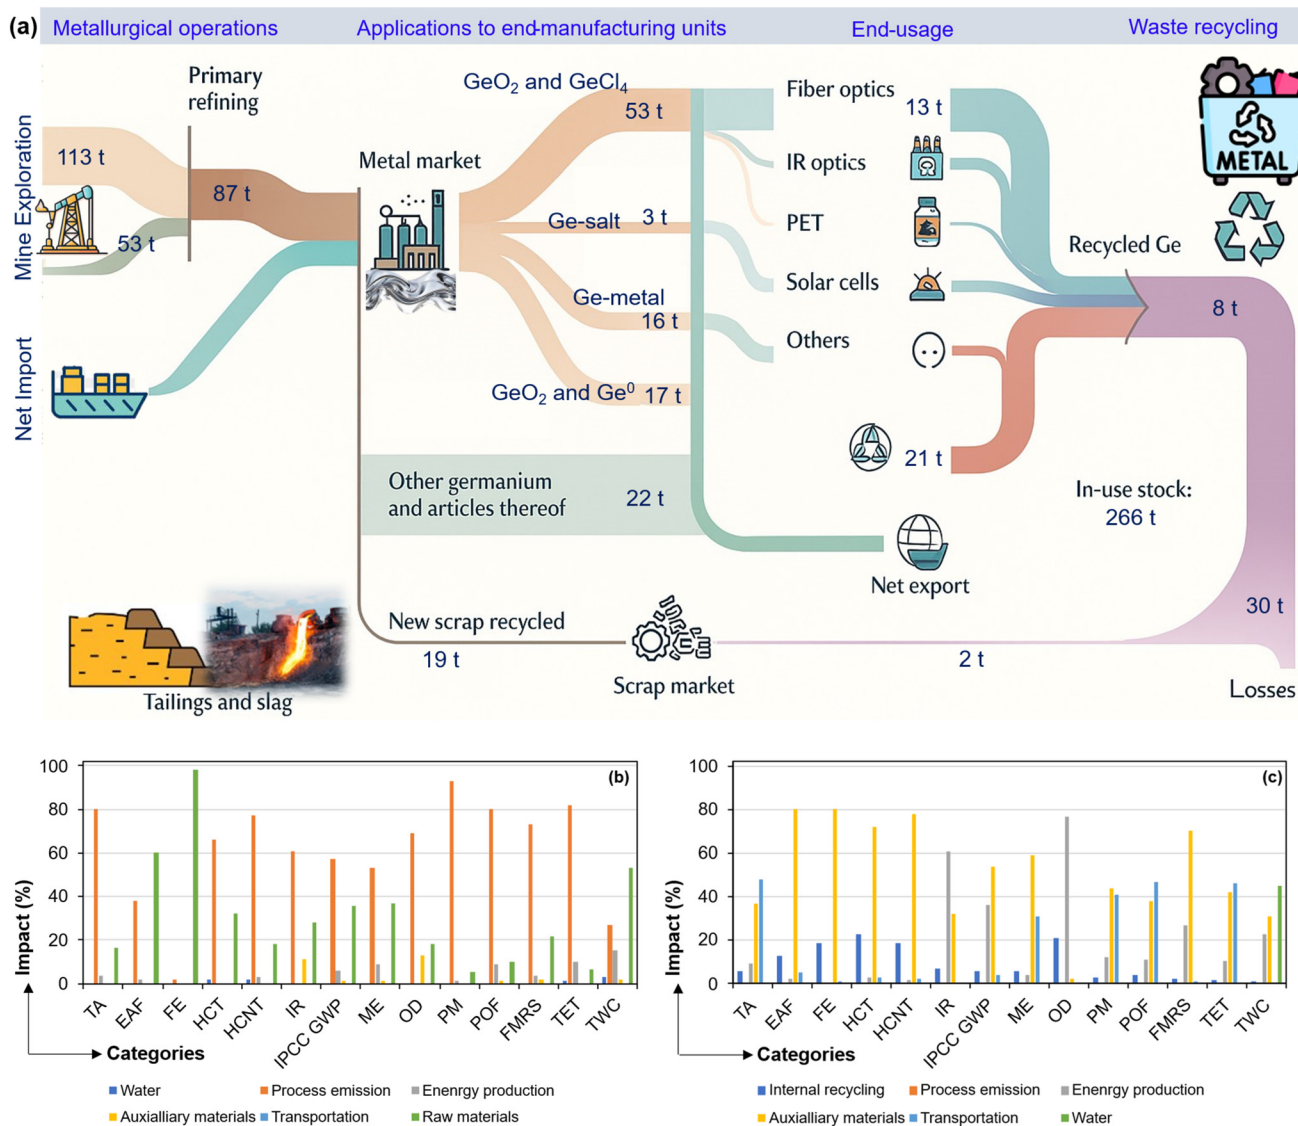 (a) Metallurgical operations Applications to end-manufacturing units End-usage Waste recycling
Primary
refining
Mine Exploration
113 t
53 t
87 t
Net Import
Metal market
GeO2 and GeCl4
53 t
Ge-salt 3 t
Ge-metal
16 t
GeO2 and Ge0 17 t
Other germanium
and articles thereof
22 t
Fiber optics 13 t
IR optics
PET
Solar cells
Others
21 t
Recycled Ge
METAL
8 t
In-use stock:
266 t
Net export
30 t
Tailings and slag
New scrap recycled
19 t
Scrap market
2 t
Losses
(b)
Impact (%)
100
80
60
40
20
0
TA EAF FE HCT HCNT IR IPCC GWP ME OD PM POF FMRS TET TWC
Categories
Water Process emission Enenrgy production
Auxialliary materials Transportation Raw materials
(c)
Impact (%)
100
80
60
40
20
0
TA EAF FE HCT HCNT IR IPCC GWP ME OD PM POF FMRS TET TWC
Categories
Internal recycling Process emission Enenrgy production
Auxialliary materials Transportation Water